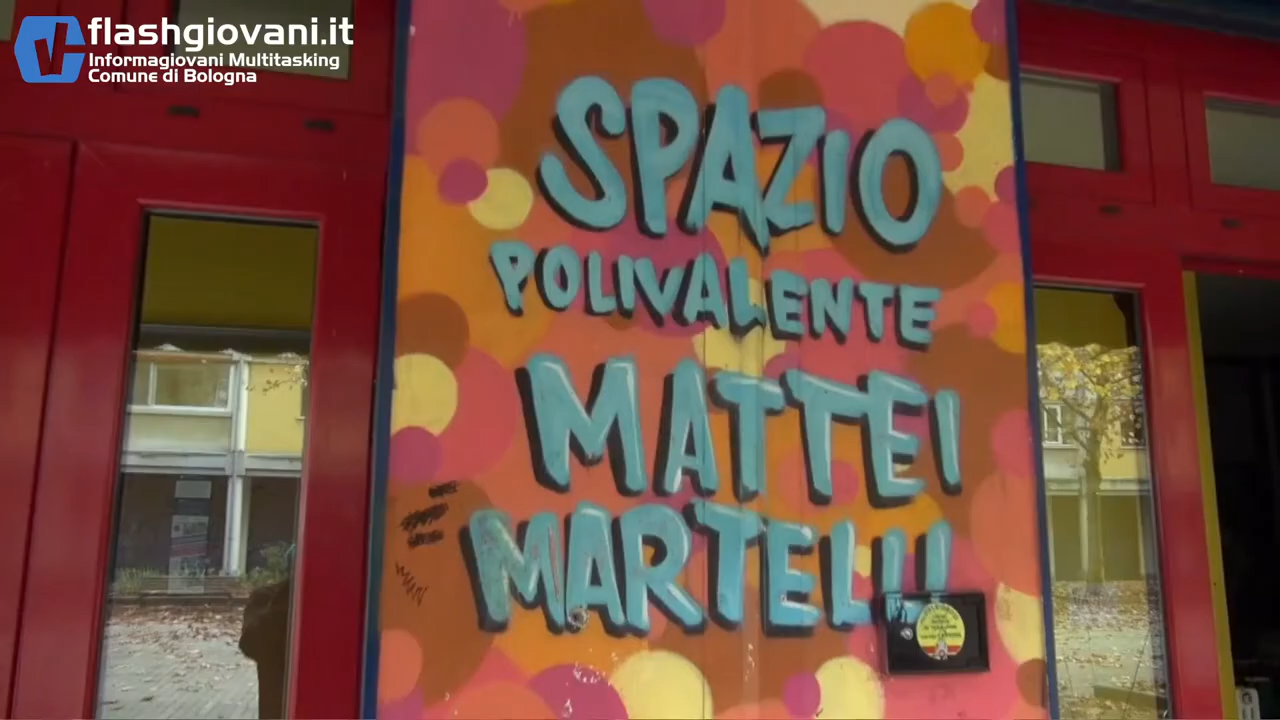 flashgiovani.it
Informagiovani Multitasking
Comune di Bologna
SPAZIO
POLIVALENTE
MATTEI
MARTELLI